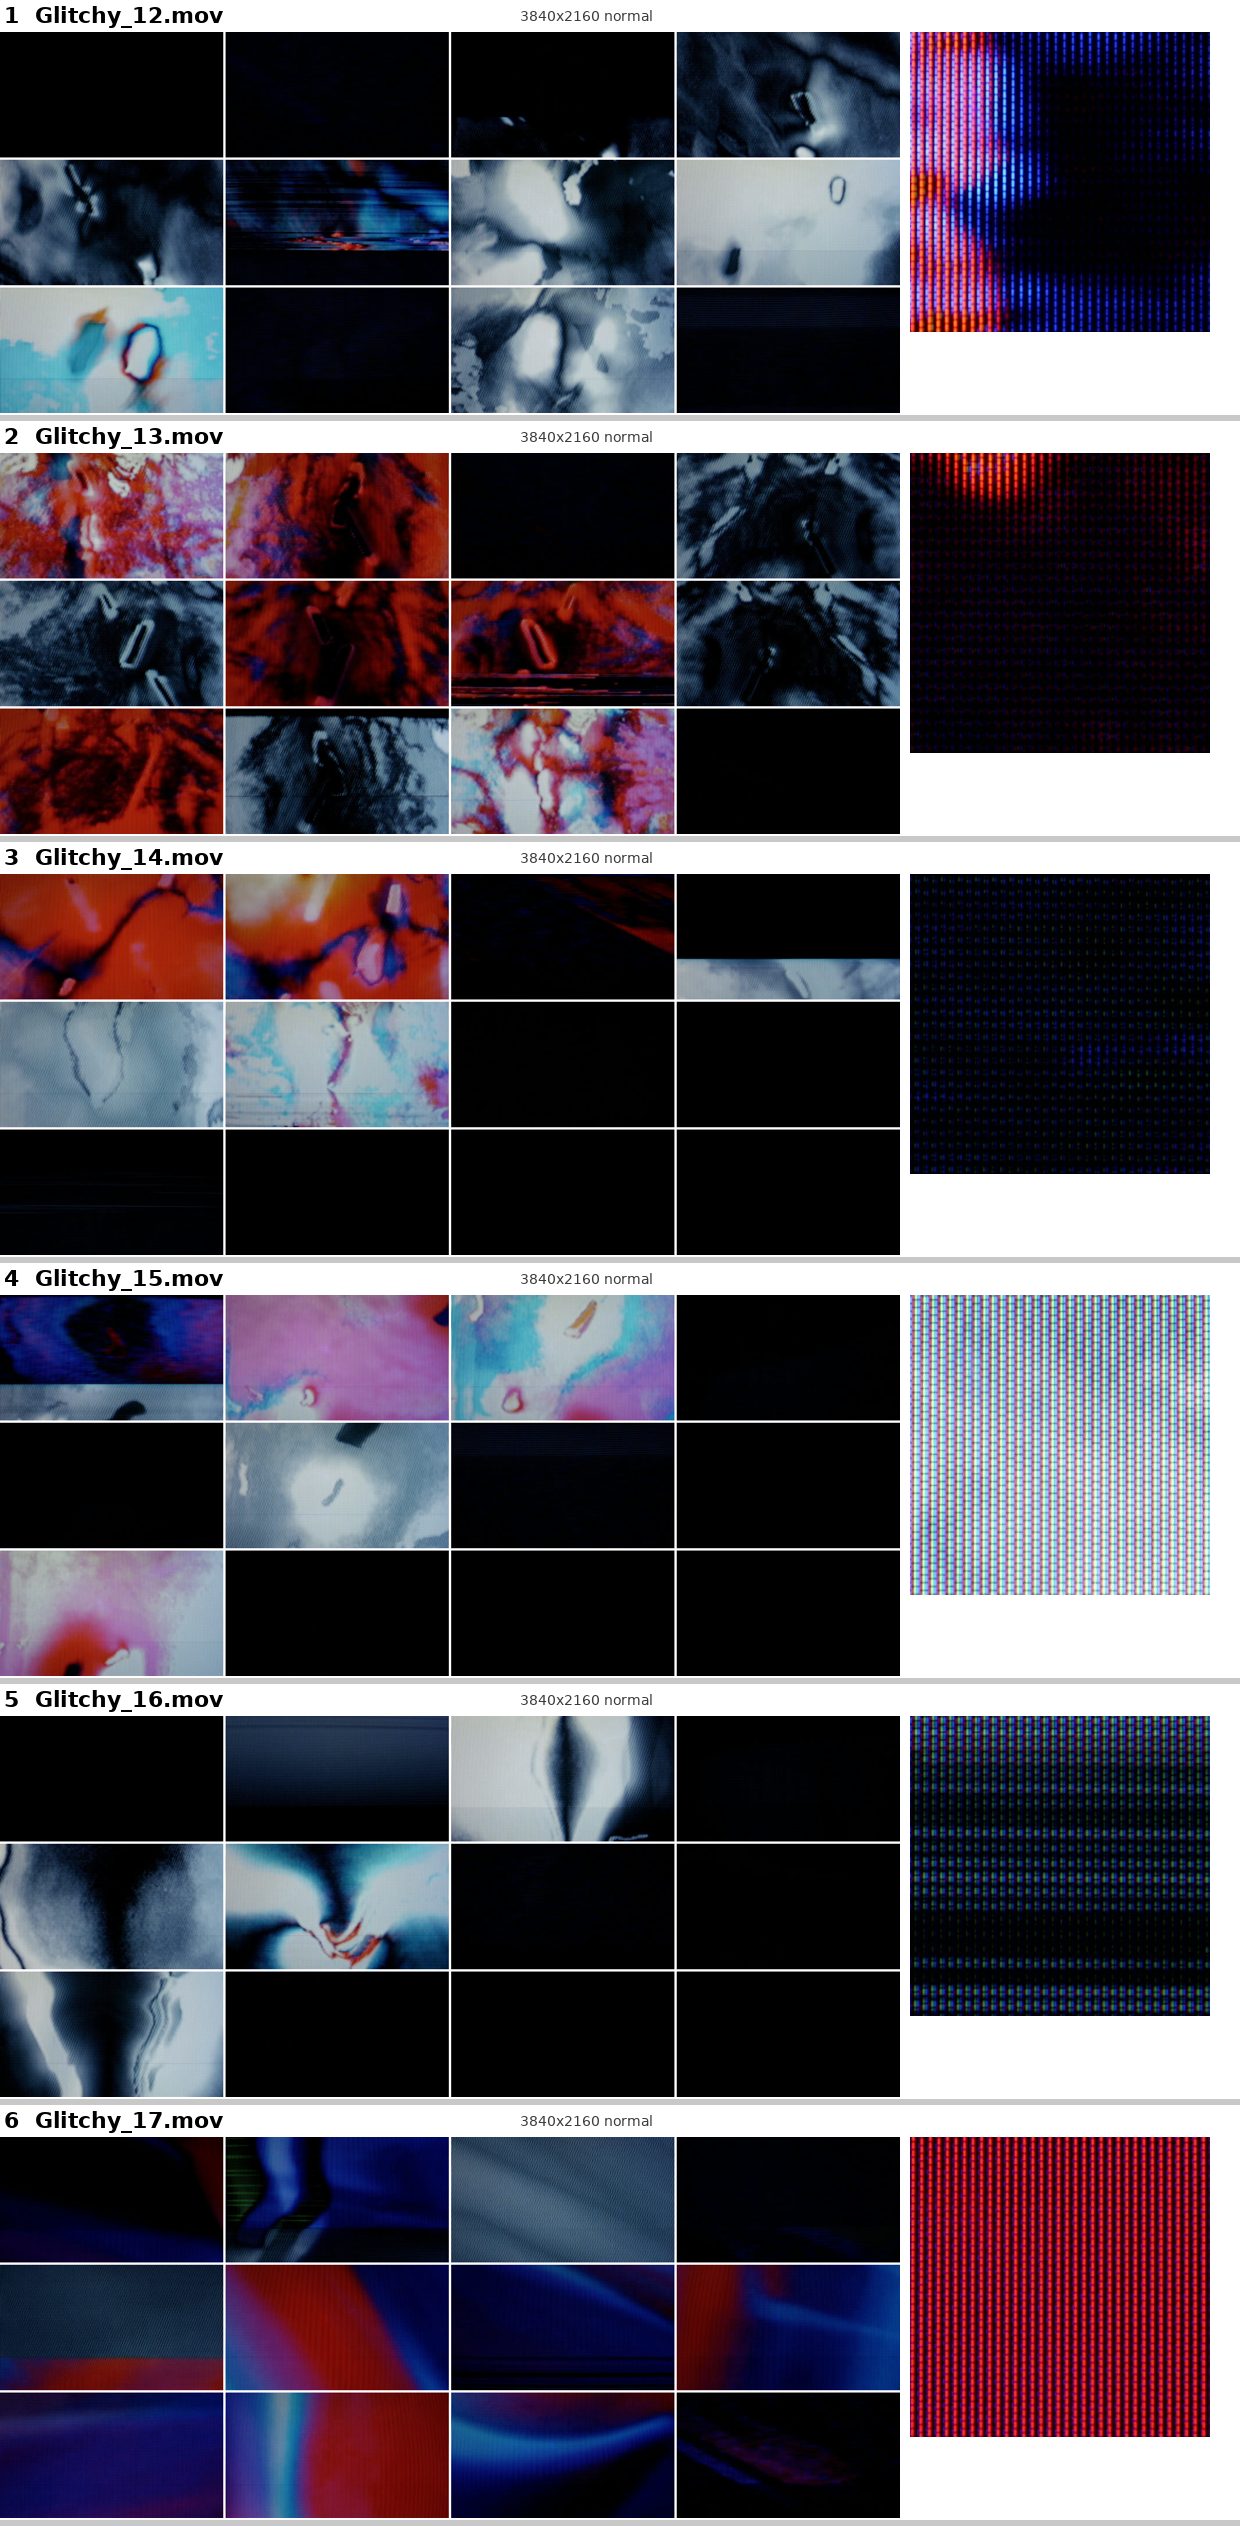 1 Glitchy_12.mov 3840x2160 normal
2 Glitchy_13.mov 3840x2160 normal
3 Glitchy_14.mov 3840x2160 normal
4 Glitchy_15.mov 3840x2160 normal
5 Glitchy_16.mov 3840x2160 normal
6 Glitchy_17.mov 3840x2160 normal